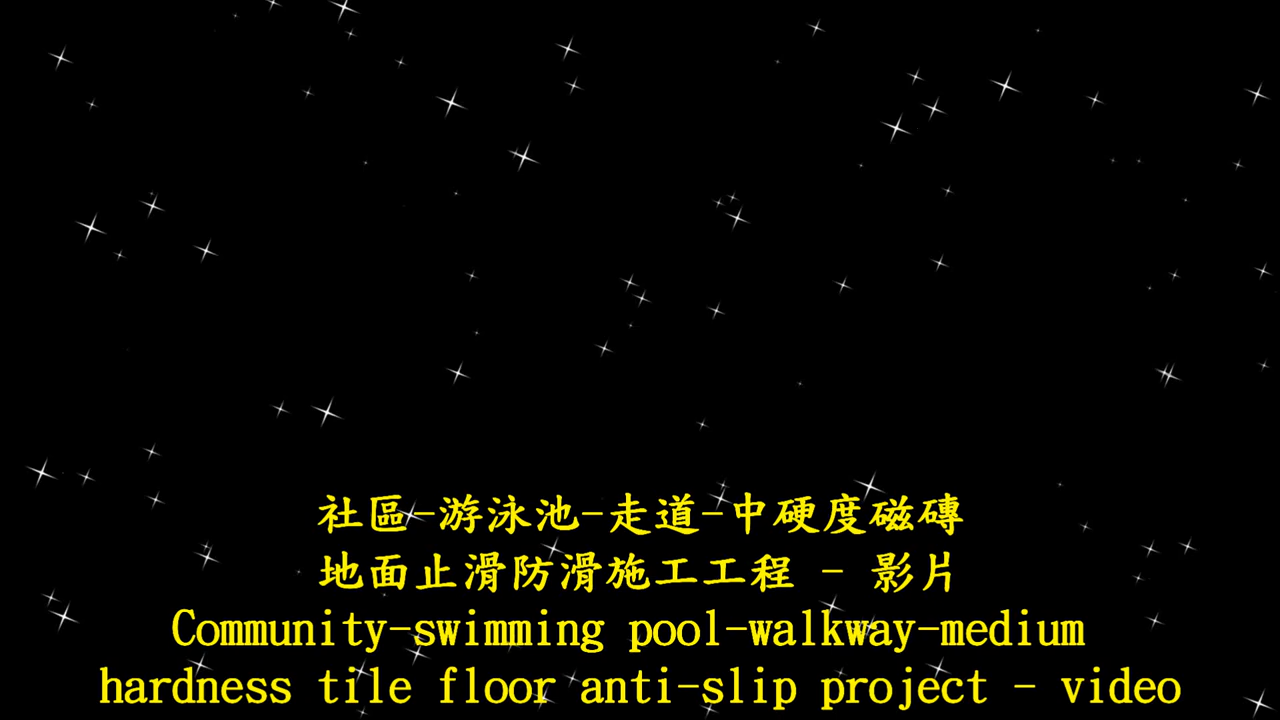 社區-游泳池-走道-中硬度磁磚
地面止滑防滑施工工程 - 影片
Community-swimming pool-walkway-medium
hardness tile floor anti-slip project - video